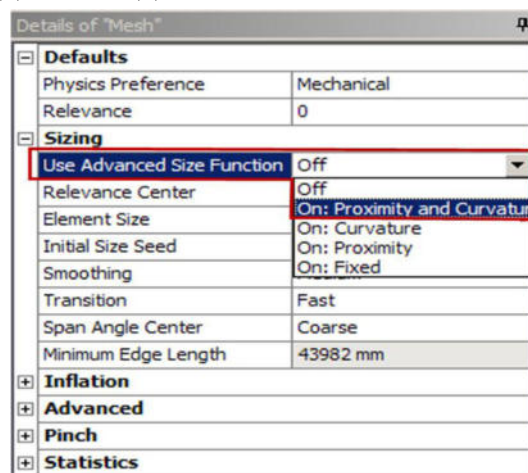 Details of "Mesh"
Defaults
Physics Preference Mechanical
Relevance 0
Sizing
Use Advanced Size Function Off
Relevance Center Off
On: Proximity and Curvatur
Element Size On: Curvature
Initial Size Seed On: Proximity
On: Fixed
Smoothing
Transition Fast
Span Angle Center Coarse
Minimum Edge Length 43982 mm
Inflation
Advanced
Pinch
Statistics